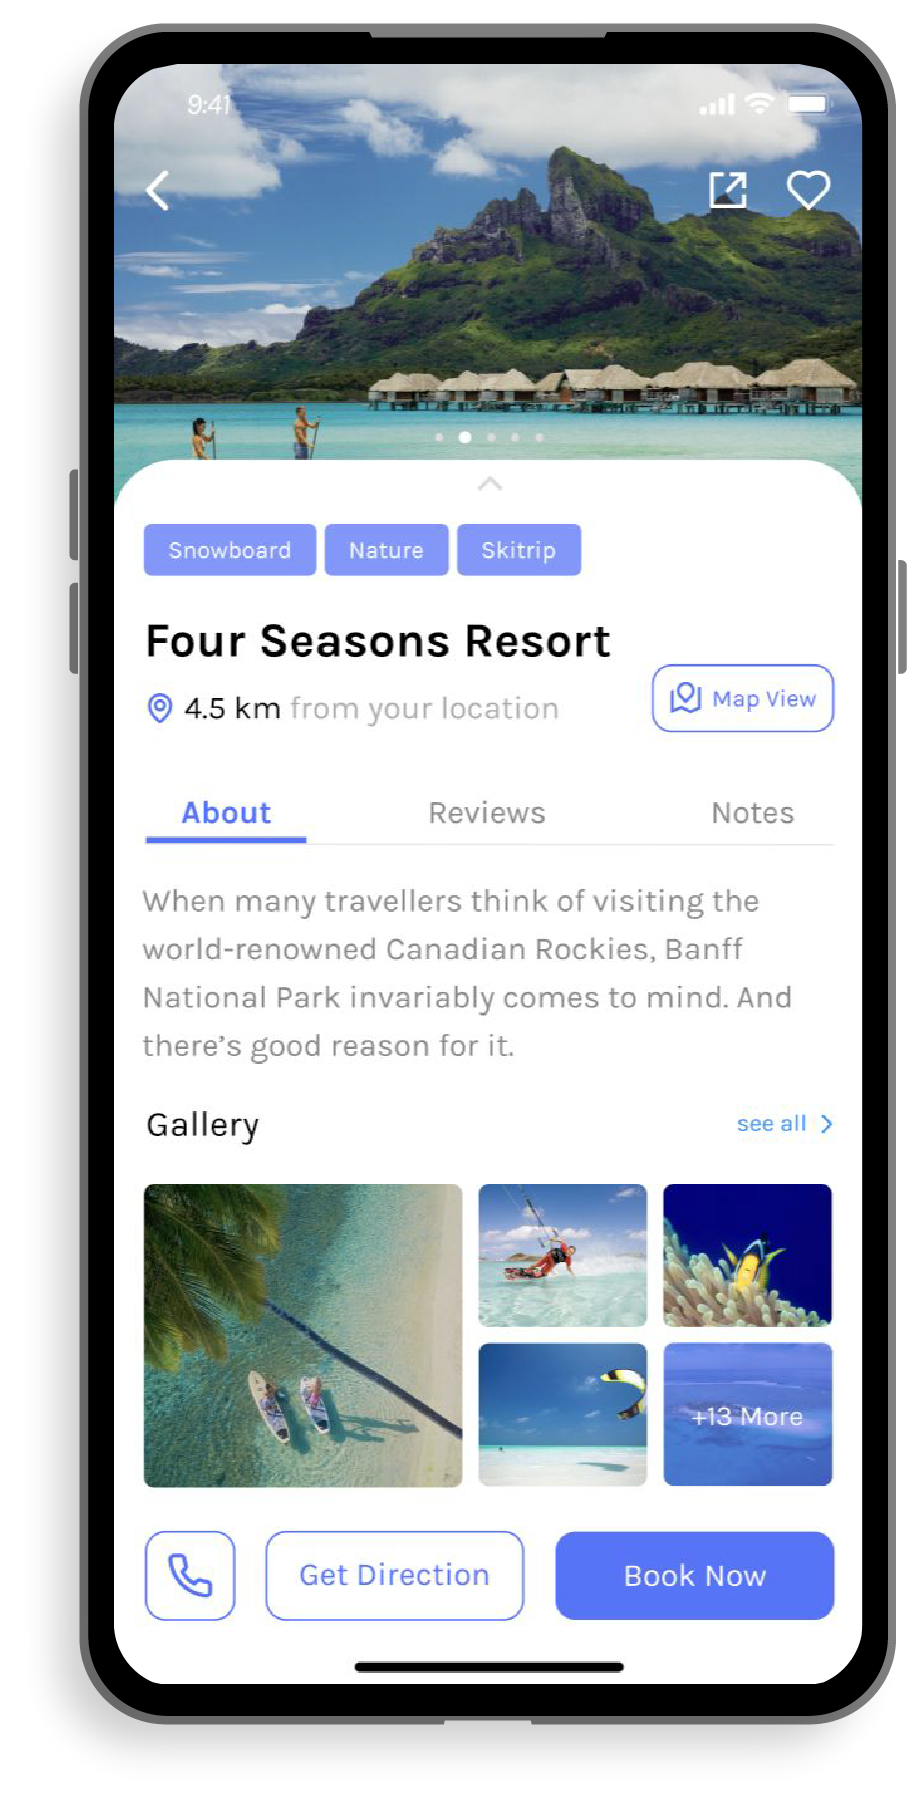 9:41
Snowboard
Nature
Skitrip
Four Seasons Resort
4.5 km from your location
Map View
About
Reviews
Notes
When many travellers think of visiting the
world-renowned Canadian Rockies, Banff
National Park invariably comes to mind. And
there’s good reason for it.
Gallery
see all
+13 More
Get Direction
Book Now